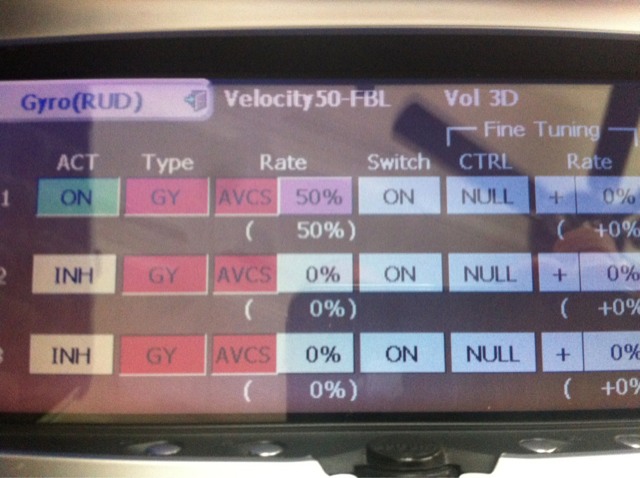 Gyro(RUD) Velocity50-FBL Vol 3D
Fine Tuning
ACT Type Rate Switch CTRL Rate
1 ON GY AVCS 50% ON NULL + 0%
( 50%) ( +0%
2 INH GY AVCS 0% ON NULL + 0%
( 0%) ( +0%
3 INH GY AVCS 0% ON NULL + 0%
( 0%) ( +0%